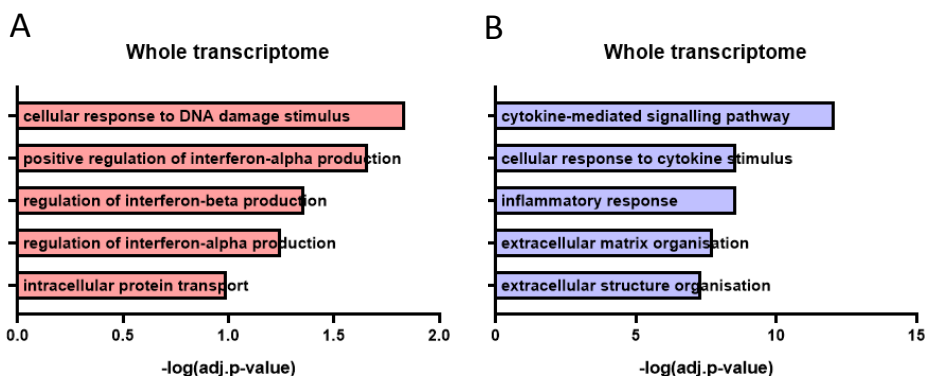 A
Whole transcriptome
cellular response to DNA damage stimulus
positive regulation of interferon-alpha production
regulation of interferon-beta production
regulation of interferon-alpha production
intracellular protein transport
0.0 0.5 1.0 1.5 2.0
-log(adj.p-value)
B
Whole transcriptome
cytokine-mediated signalling pathway
cellular response to cytokine stimulus
inflammatory response
extracellular matrix organisation
extracellular structure organisation
0 5 10 15
-log(adj.p-value)